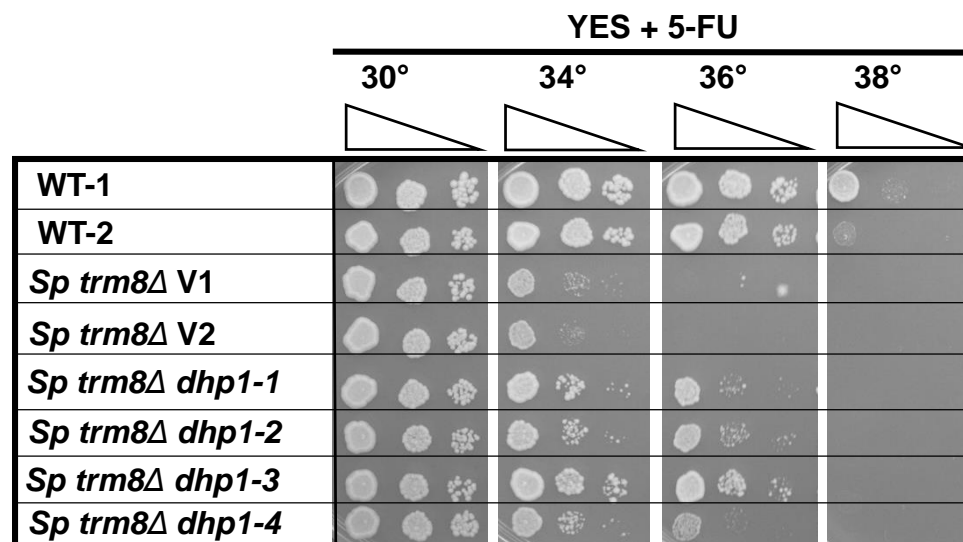 YES + 5-FU
30° 34° 36° 38°
WT-1
WT-2
Sp trm8Δ V1
Sp trm8Δ V2
Sp trm8Δ dhp1-1
Sp trm8Δ dhp1-2
Sp trm8Δ dhp1-3
Sp trm8Δ dhp1-4